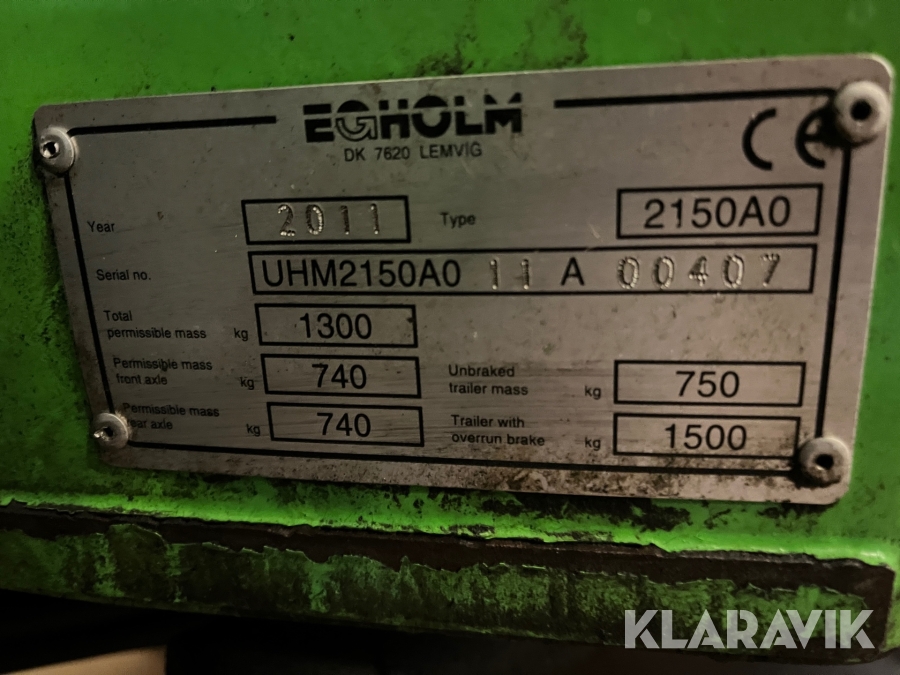 EGHOLM
DK 7620 LEMVIG
CE
Year 2011 Type 2150A0
Serial no. UHM2150A0 11 A 00407
Total
permissible mass kg 1300
Permissible mass
front axle kg 740
Unbraked
trailer mass kg 750
Permissible mass
rear axle kg 740
Trailer with
overrun brake kg 1500
KLARAVIK